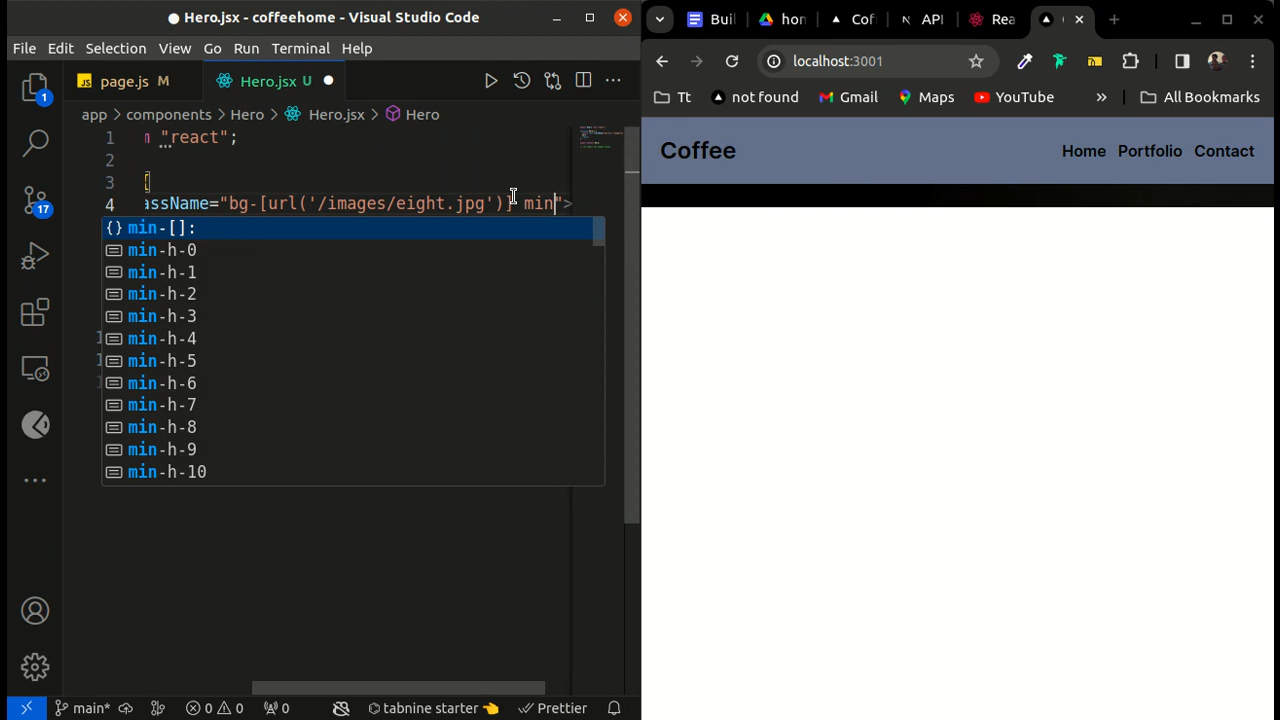 Hero.jsx - coffeehome - Visual Studio Code
File Edit Selection View Go Run Terminal Help
1
JS page.js M
Hero.jsx U
app > components > Hero > Hero.jsx > Hero
1 "react";
2
3 {
4 assName="bg-[url('/images/eight.jpg')] min">
min-[]:
min-h-0
min-h-1
min-h-2
min-h-3
min-h-4
min-h-5
min-h-6
min-h-7
min-h-8
min-h-9
min-h-10
17
main* 0 0 0 tabnine starter 👈 Prettier
Buil hom Cof API Rea
localhost:3001
Tt not found Gmail Maps YouTube » All Bookmarks
Coffee Home Portfolio Contact